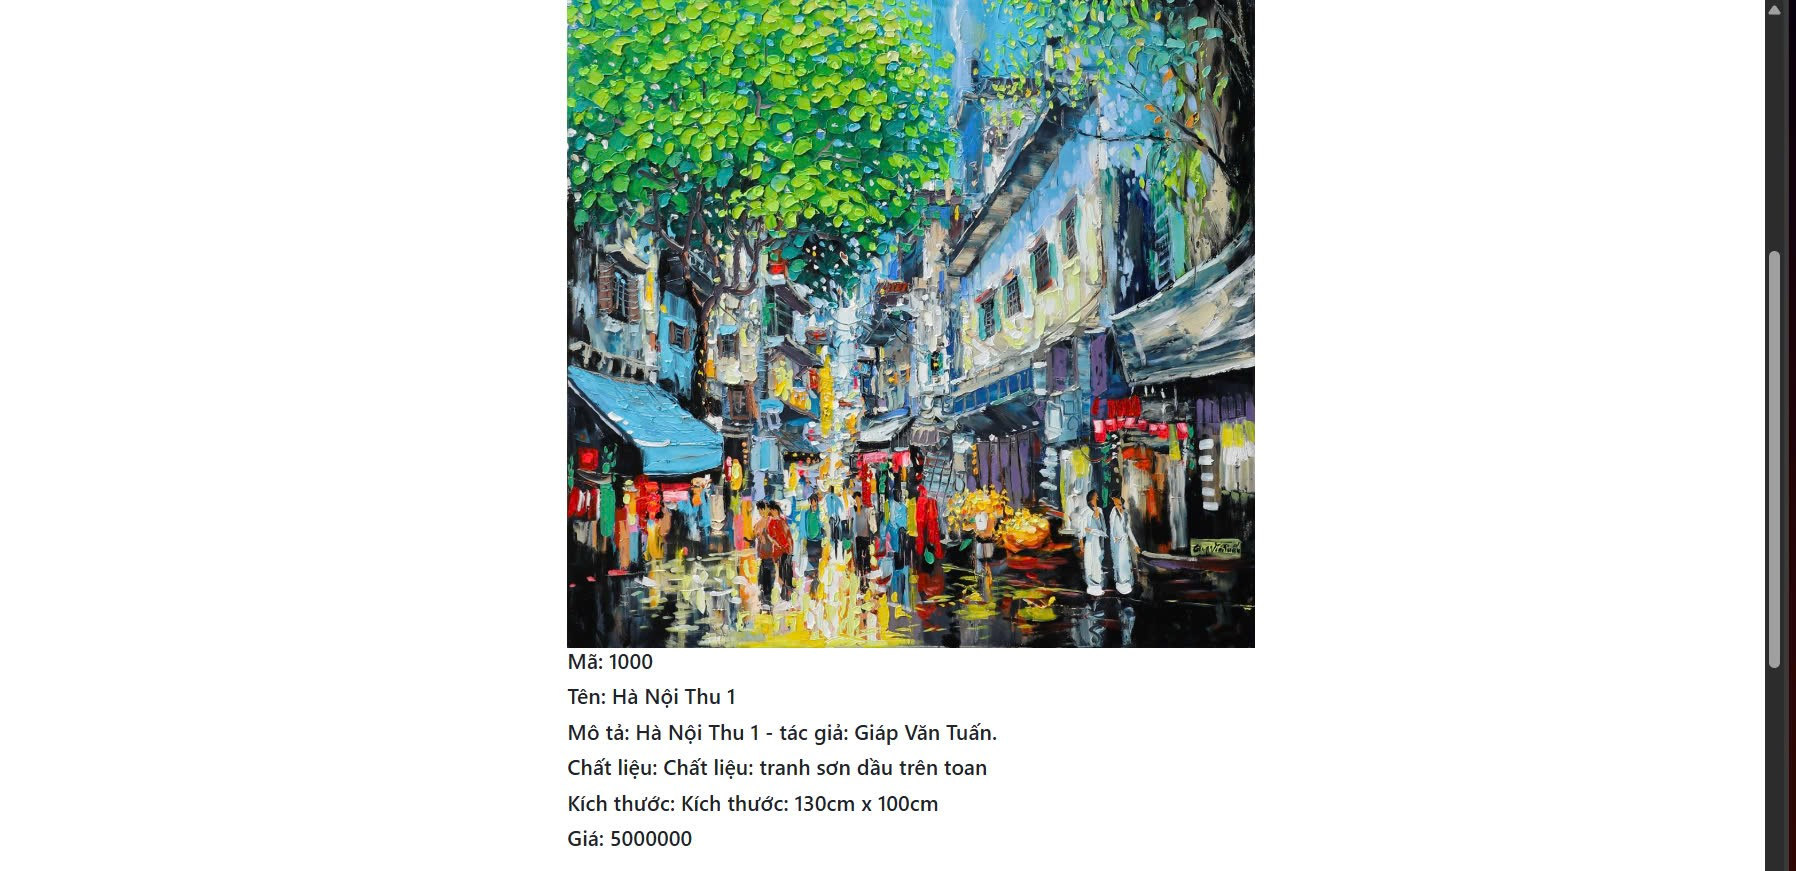 Mã: 1000
Tên: Hà Nội Thu 1
Mô tả: Hà Nội Thu 1 - tác giả: Giáp Văn Tuấn.
Chất liệu: Chất liệu: tranh sơn dầu trên toan
Kích thước: Kích thước: 130cm x 100cm
Giá: 5000000